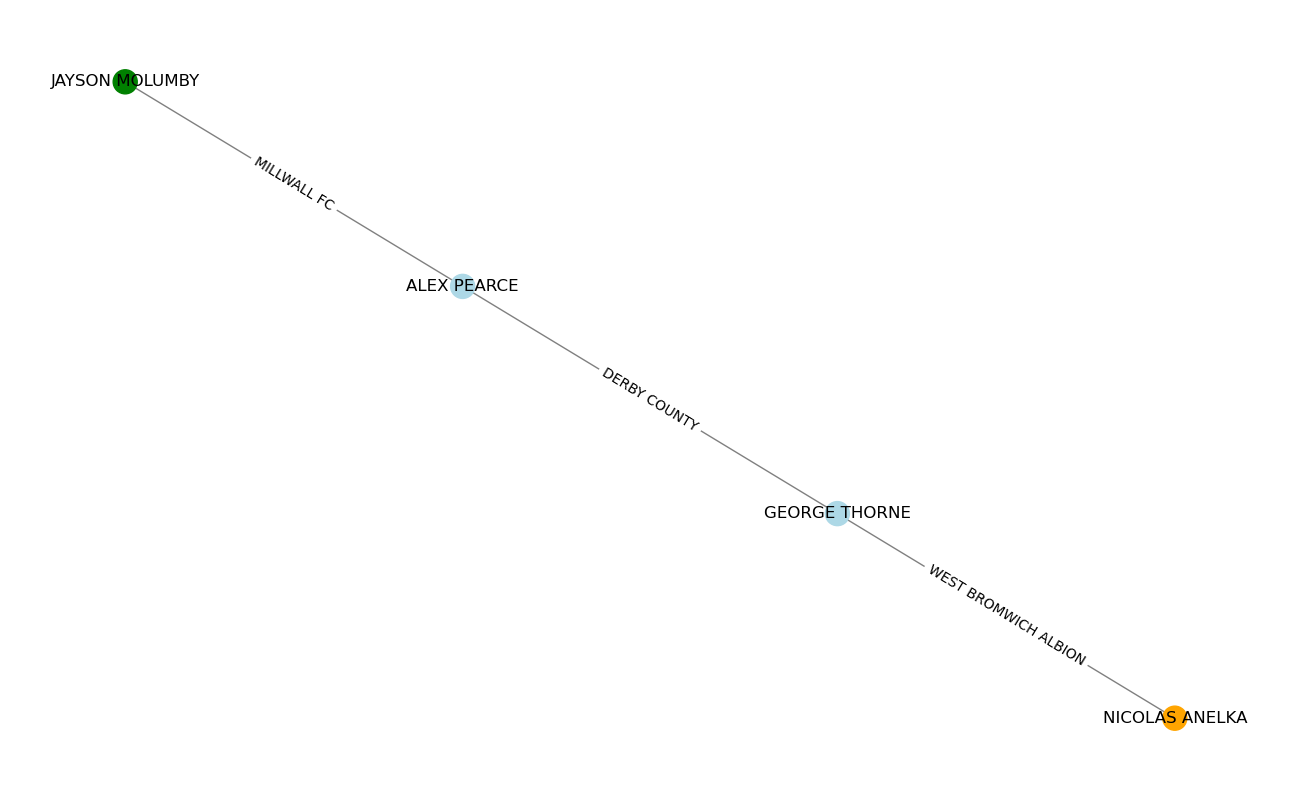 JAYSON MOLUMBY
MILLWALL FC
ALEX PEARCE
DERBY COUNTY
GEORGE THORNE
WEST BROMWICH ALBION
NICOLAS ANELKA